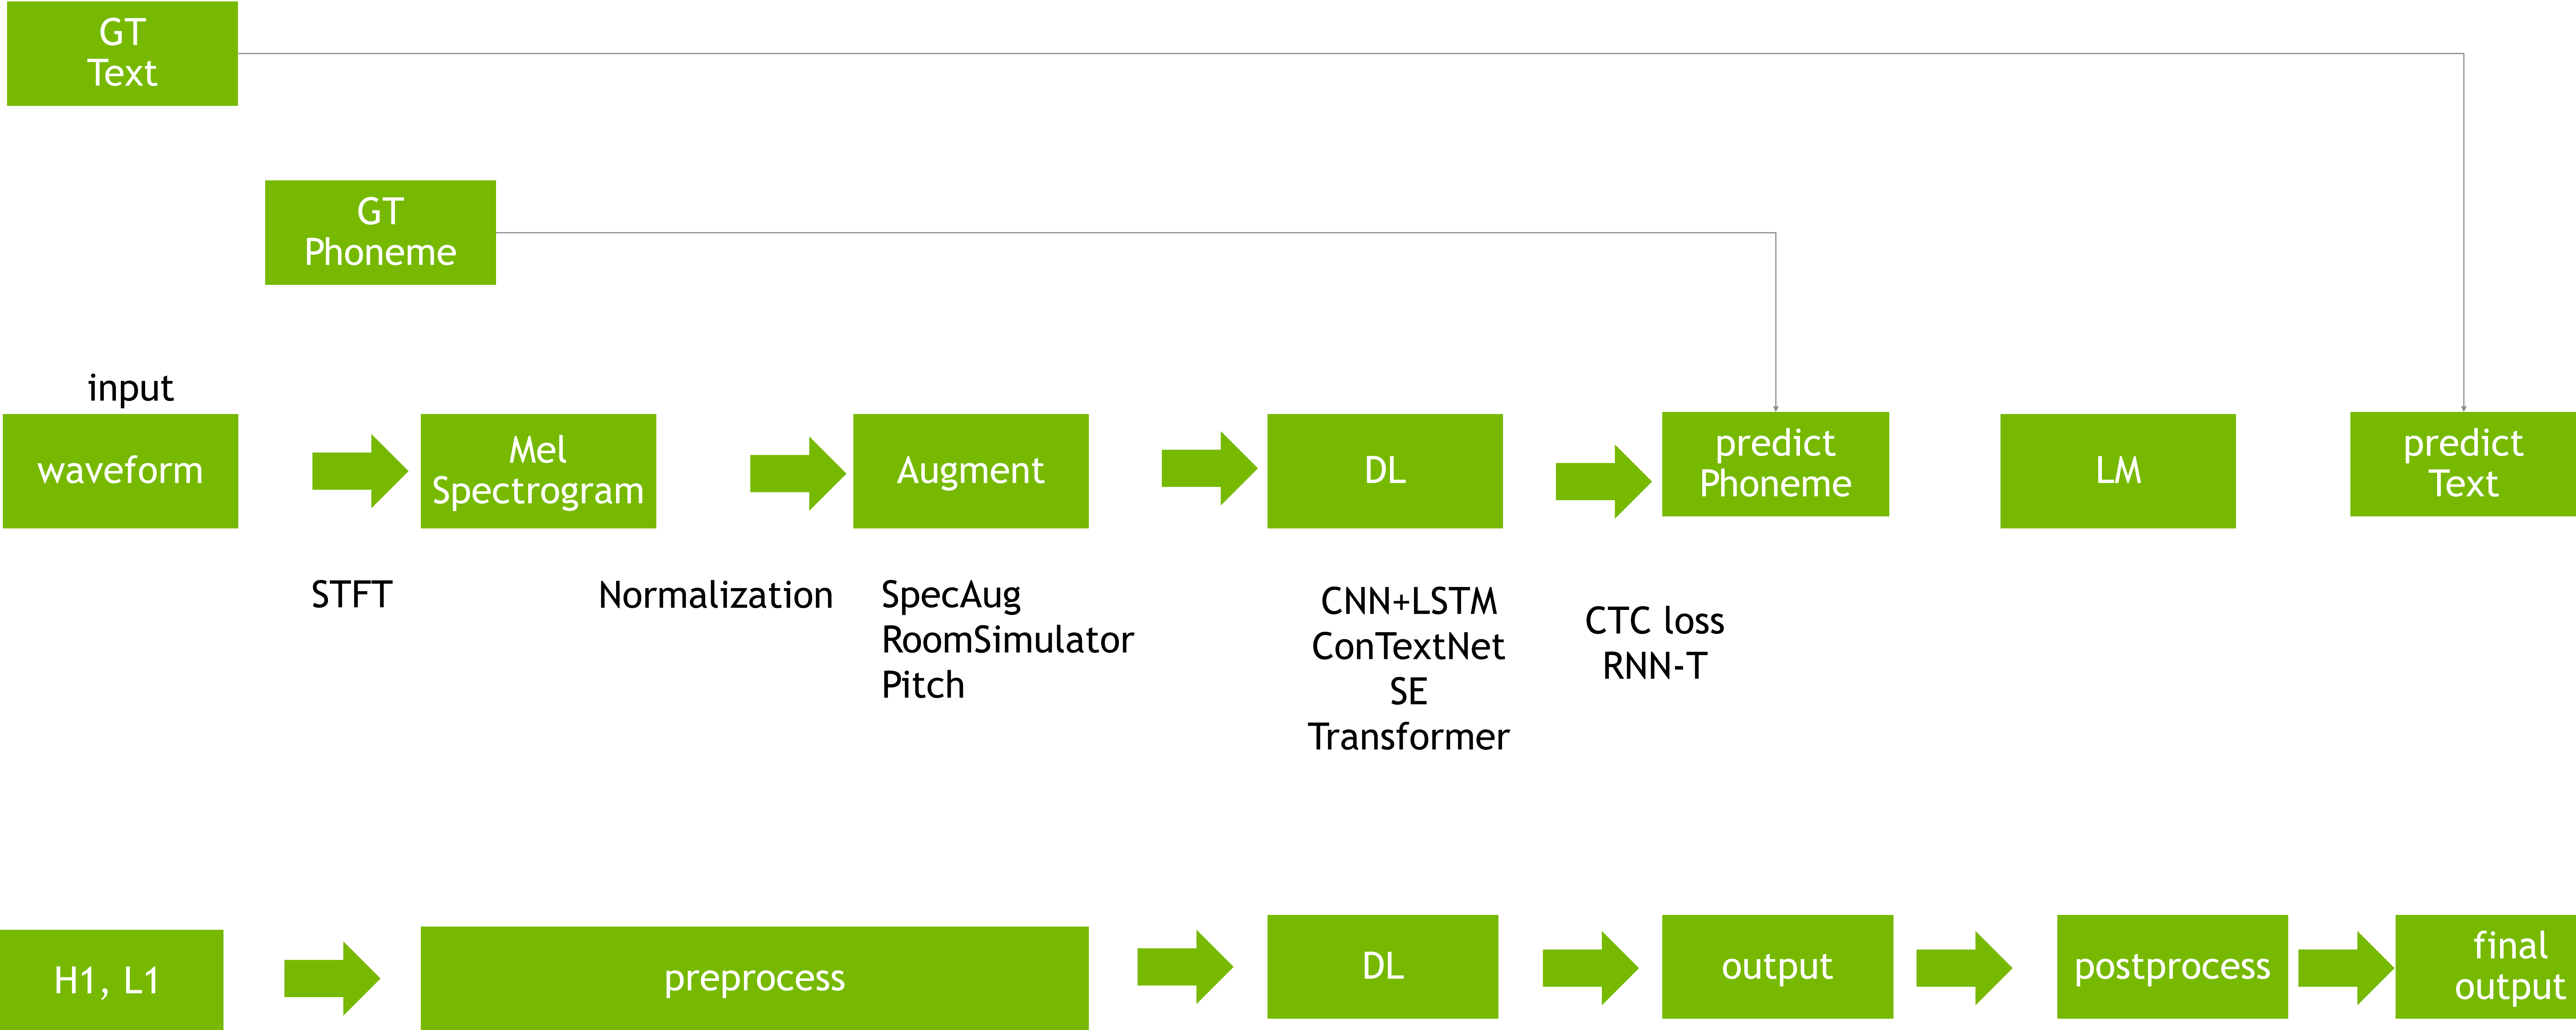 GT
Text
GT
Phoneme
input
waveform
Mel
Spectrogram
Augment
DL
predict
Phoneme
LM
predict
Text
STFT
Normalization
SpecAug
RoomSimulator
Pitch
CNN+LSTM
ConTextNet
SE
Transformer
CTC loss
RNN-T
H1, L1
preprocess
DL
output
postprocess
final
output